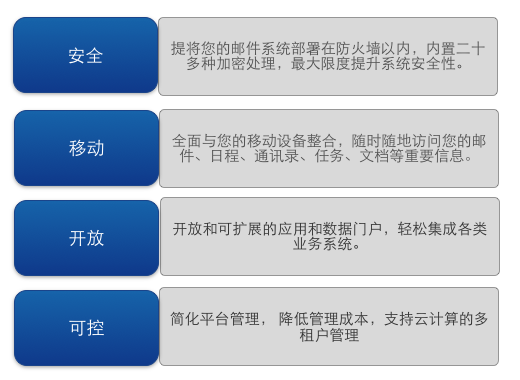 安全
提将您的邮件系统部署在防火墙以内，内置二十
多种加密处理，最大限度提升系统安全性。
移动
全面与您的移动设备整合，随时随地访问您的邮
件、日程、通讯录、任务、文档等重要信息。
开放
开放和可扩展的应用和数据门户，轻松集成各类
业务系统。
可控
简化平台管理， 降低管理成本，支持云计算的多
租户管理